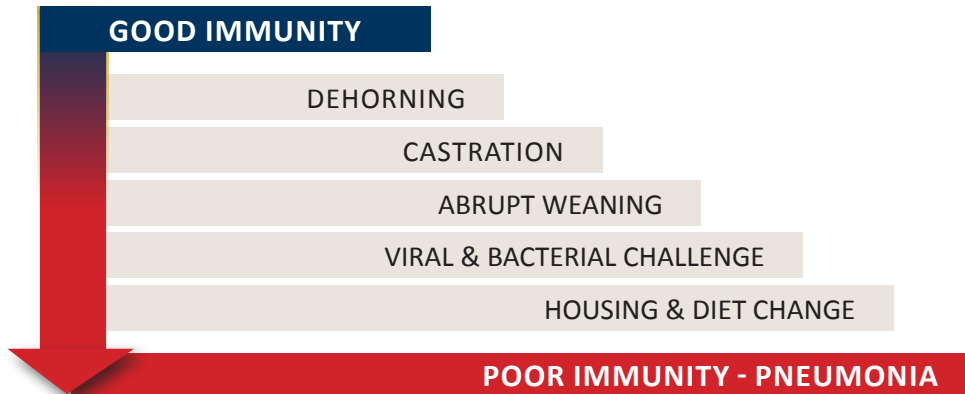 GOOD IMMUNITY
DEHORNING
CASTRATION
ABRUPT WEANING
VIRAL & BACTERIAL CHALLENGE
HOUSING & DIET CHANGE
POOR IMMUNITY - PNEUMONIA